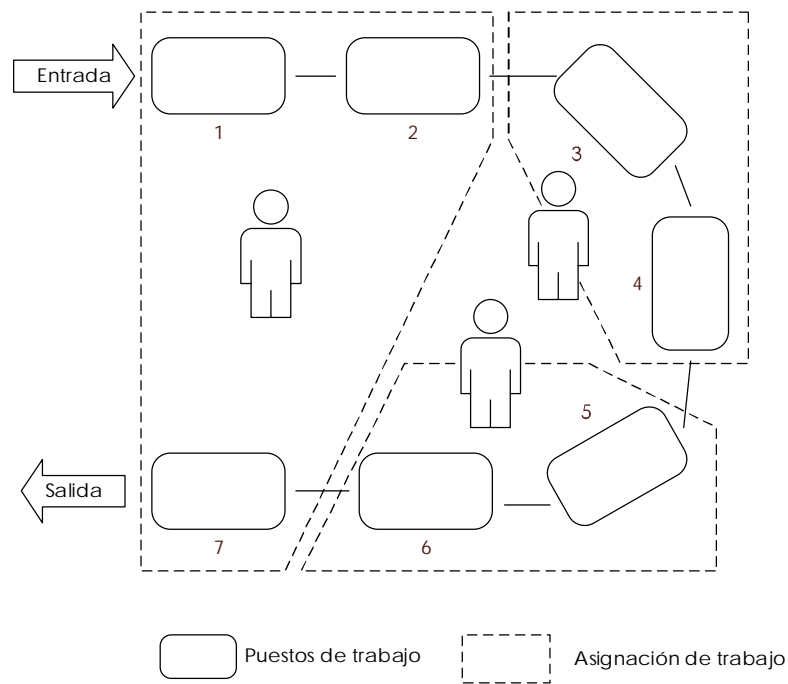 Entrada
1
2
3
4
5
Salida
7
6
Puestos de trabajo
Asignación de trabajo